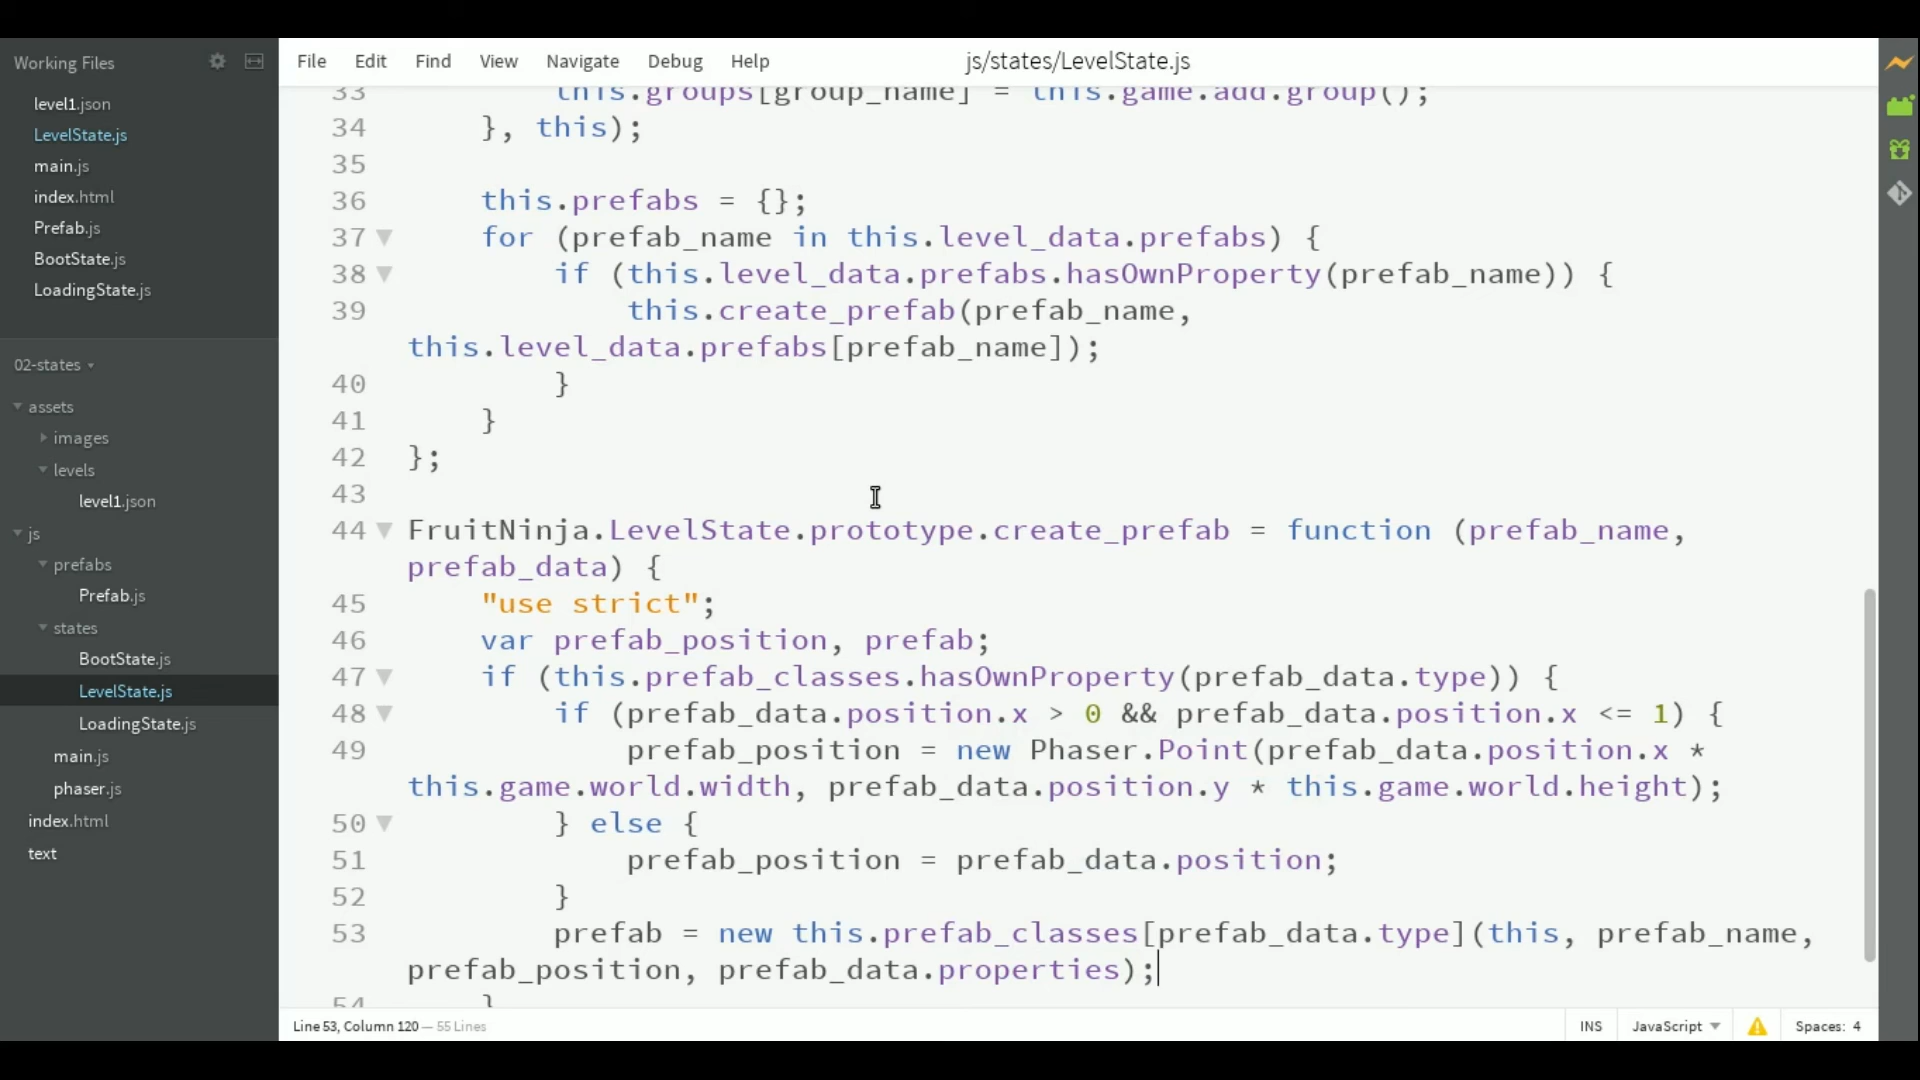 Working Files
level1.json
LevelState.js
main.js
index.html
Prefab.js
BootState.js
LoadingState.js
02-states
assets
images
levels
level1.json
js
prefabs
Prefab.js
states
BootState.js
LevelState.js
LoadingState.js
main.js
phaser.js
index.html
text
File Edit Find View Navigate Debug Help js/states/LevelState.js
33 this.groups[group_name] = this.game.add.group();
34 }, this);
35
36 this.prefabs = {};
37 for (prefab_name in this.level_data.prefabs) {
38 if (this.level_data.prefabs.hasOwnProperty(prefab_name)) {
39 this.create_prefab(prefab_name,
this.level_data.prefabs[prefab_name]);
40 }
41 }
42 };
43
44 FruitNinja.LevelState.prototype.create_prefab = function (prefab_name,
prefab_data) {
45 "use strict";
46 var prefab_position, prefab;
47 if (this.prefab_classes.hasOwnProperty(prefab_data.type)) {
48 if (prefab_data.position.x > 0 && prefab_data.position.x <= 1) {
49 prefab_position = new Phaser.Point(prefab_data.position.x *
this.game.world.width, prefab_data.position.y * this.game.world.height);
50 } else {
51 prefab_position = prefab_data.position;
52 }
53 prefab = new this.prefab_classes[prefab_data.type](this, prefab_name,
prefab_position, prefab_data.properties);
54 }
Line 53, Column 120 — 55 Lines INS JavaScript Spaces: 4